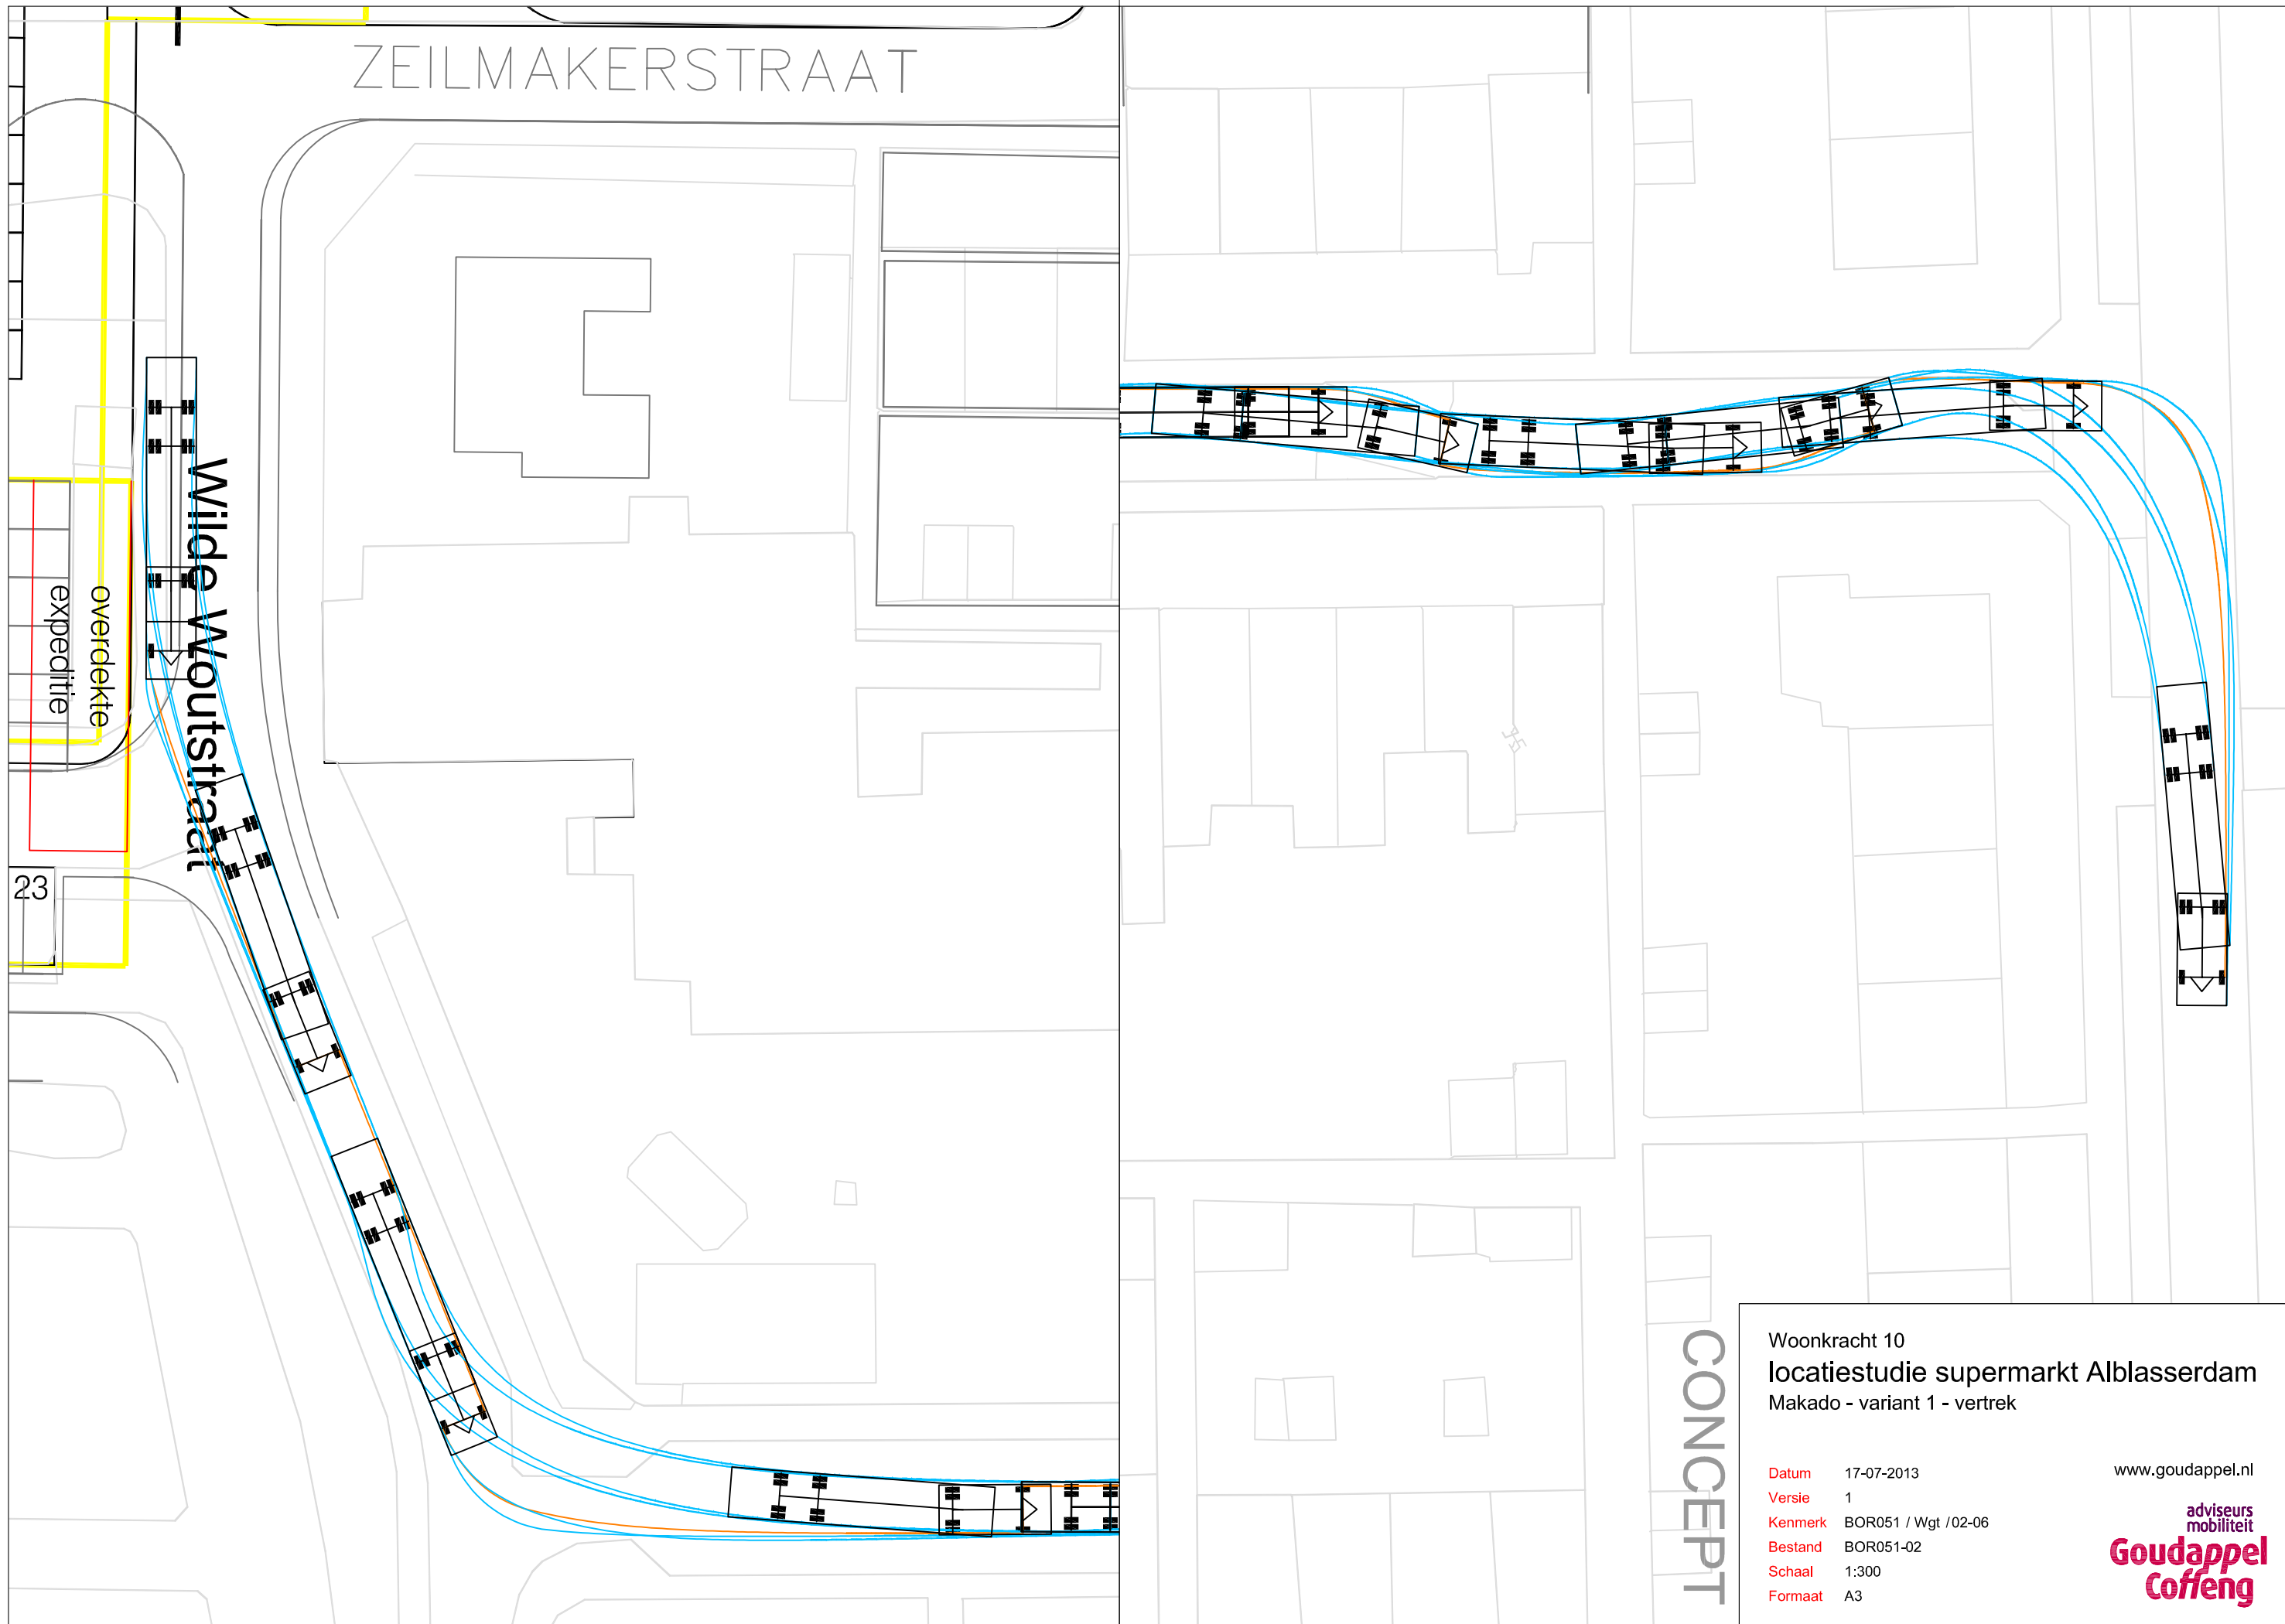 ZEILMAKERSTRAAT
Wilde Woutstraat
overdekte
expeditie
23
CONCEPT
Woonkracht 10
locatiestudie supermarkt Alblasserdam
Makado - variant 1 - vertrek
Datum 17-07-2013
www.goudappel.nl
Versie 1
Kenmerk BOR051 / Wgt / 02-06
Bestand BOR051-02
Schaal 1:300
Formaat A3
adviseurs
mobiliteit
Goudappel
Coffeng